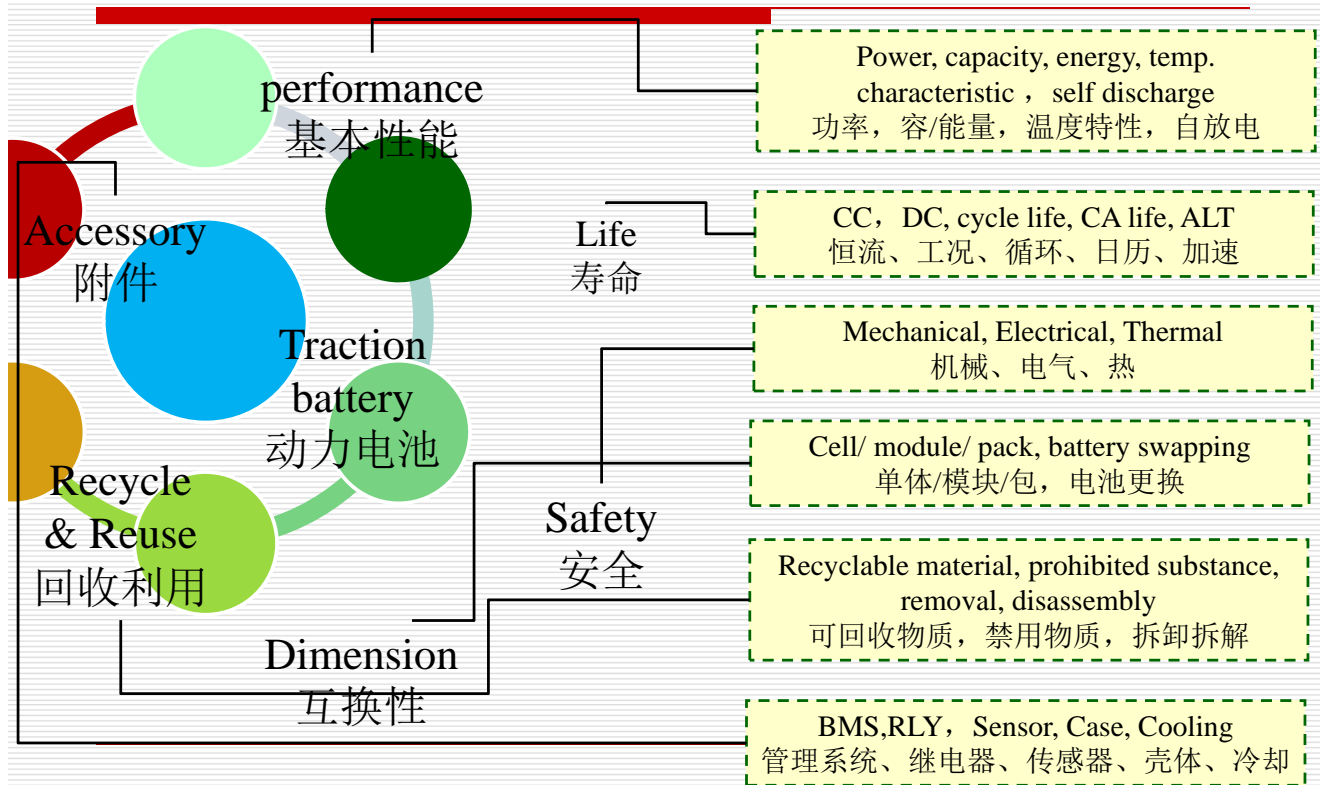 performance
基本性能
Accessory
附件
Life
寿命
Traction
battery
动力电池
Recycle
& Reuse
回收利用
Safety
安全
Dimension
互换性
Power, capacity, energy, temp.
characteristic ，self discharge
功率，容/能量，温度特性，自放电
CC，DC, cycle life, CA life, ALT
恒流、工况、循环、日历、加速
Mechanical, Electrical, Thermal
机械、电气、热
Cell/ module/ pack, battery swapping
单体/模块/包，电池更换
Recyclable material, prohibited substance,
removal, disassembly
可回收物质，禁用物质，拆卸拆解
BMS,RLY，Sensor, Case, Cooling
管理系统、继电器、传感器、壳体、冷却